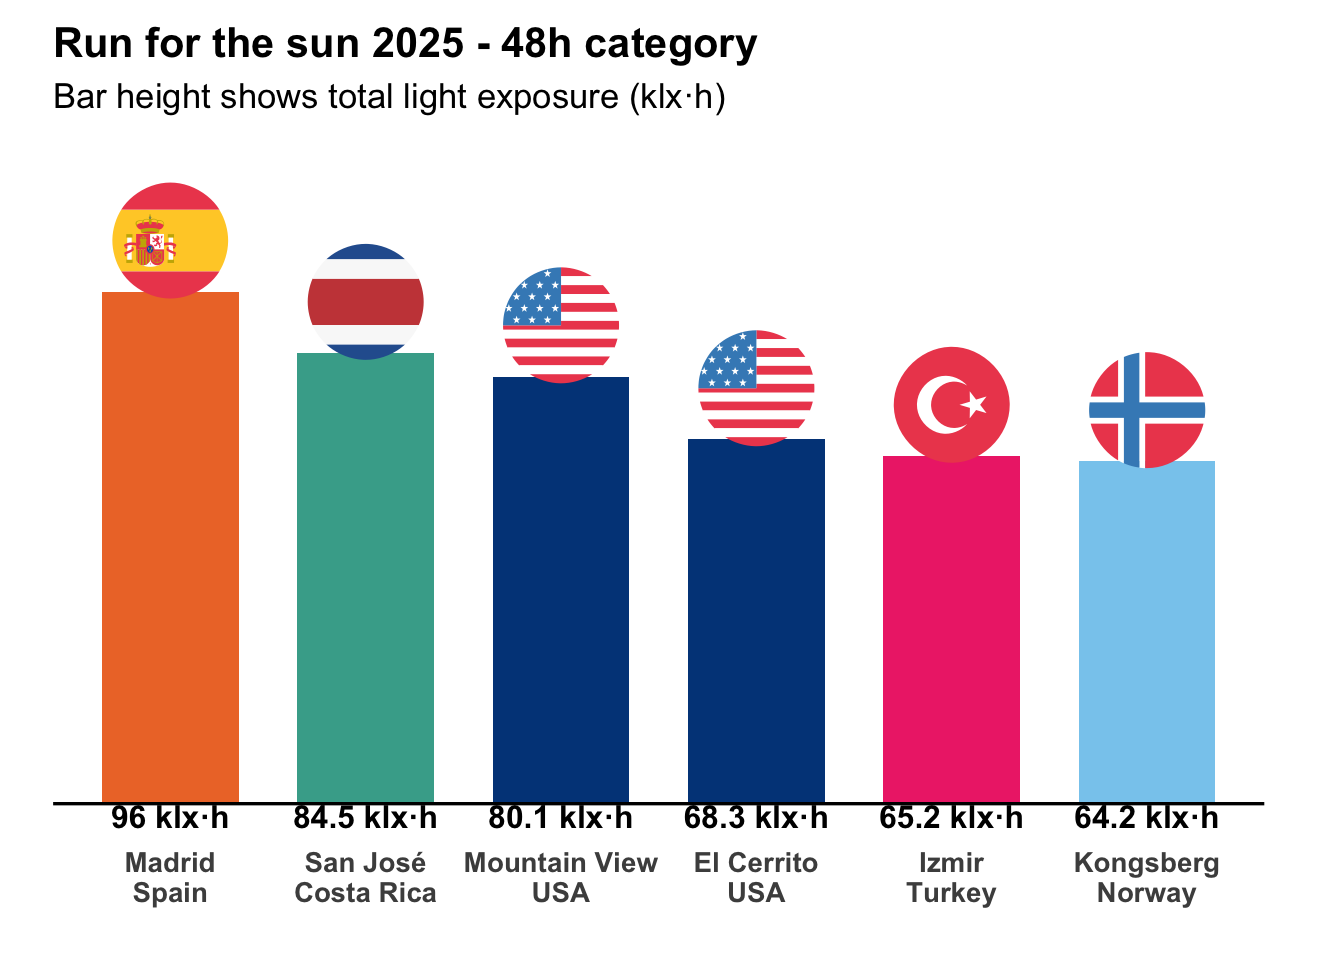 Run for the sun 2025 - 48h category
Bar height shows total light exposure (klx·h)
96 klx·h
84.5 klx·h
80.1 klx·h
68.3 klx·h
65.2 klx·h
64.2 klx·h
Madrid
Spain
San José
Costa Rica
Mountain View
USA
El Cerrito
USA
Izmir
Turkey
Kongsberg
Norway